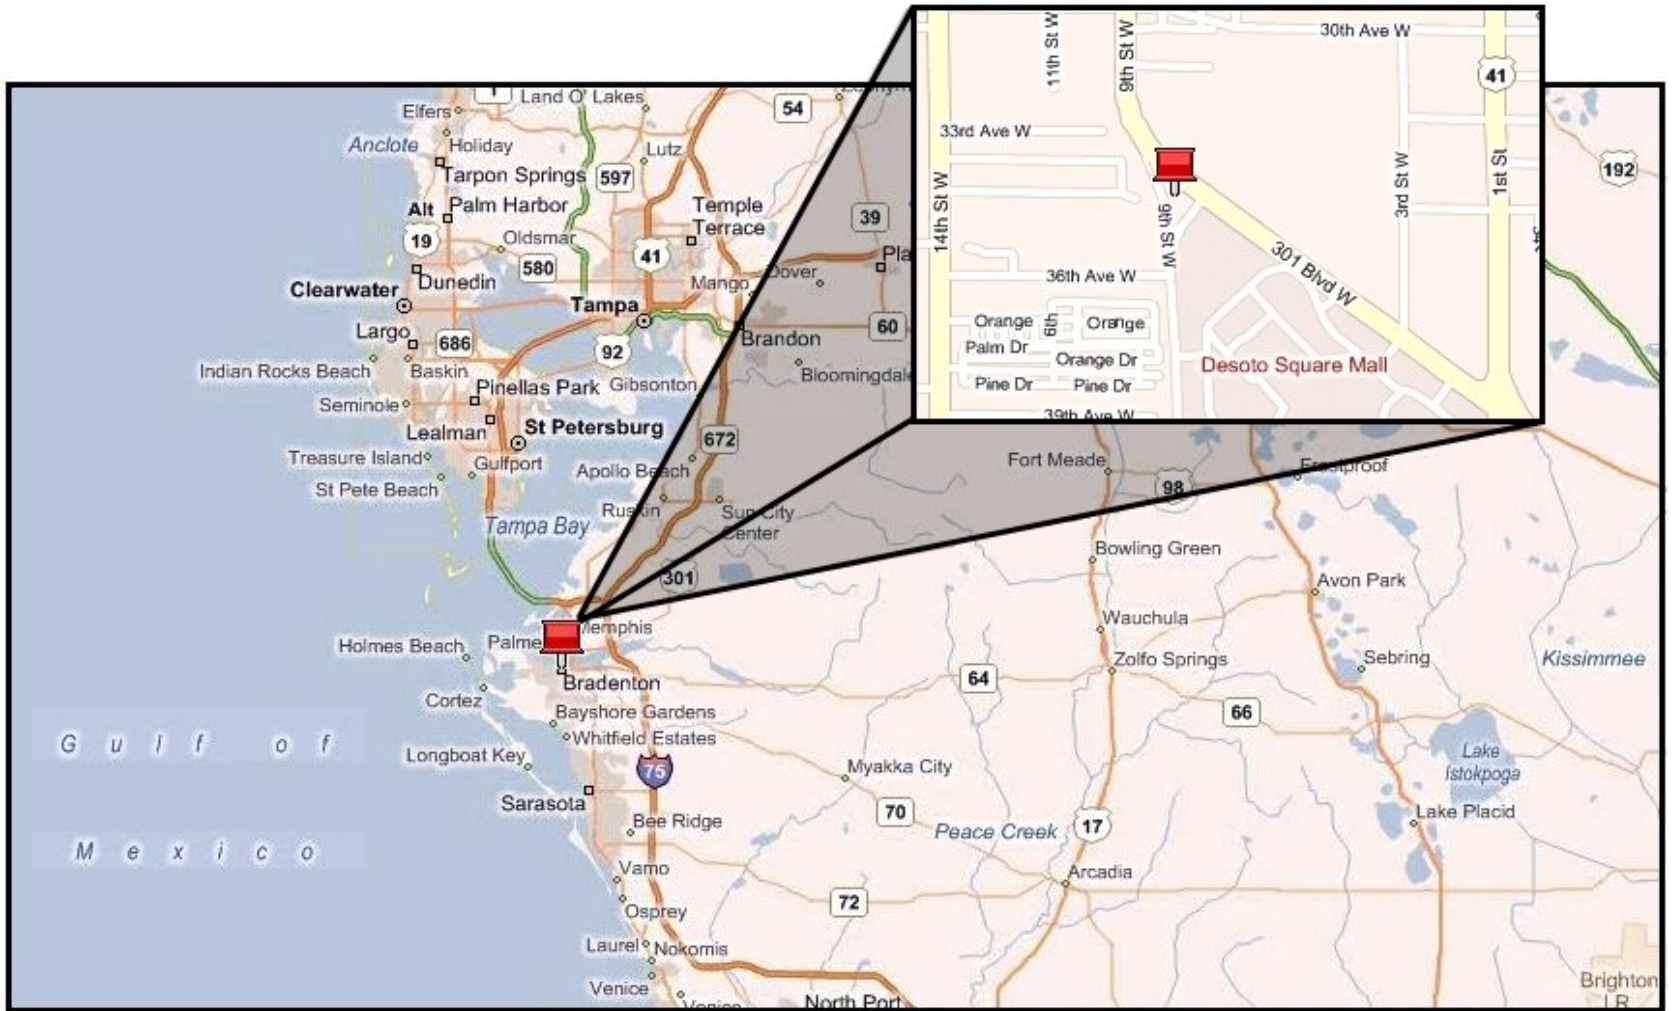 30th Ave W
11th St W
9th St W
41
33rd Ave W
14th St W
3rd St W
1st St
9th St W
36th Ave W
301 Blvd W
Orange
6th
Orange
Palm Dr
Orange Dr
Pine Dr
Pine Dr
39th Ave W
Desoto Square Mall
Land O' Lakes
Elfers
54
Anclote
Holiday
Lutz
192
Tarpon Springs
597
Alt
19
Palm Harbor
Temple
Terrace
39
Oldsmar
41
580
Dunedin
Mango
Dover
Pla
Clearwater
Tampa
Largo
686
92
60
Brandon
Indian Rocks Beach
Baskin
Pinellas Park
Gibsonton
Bloomingdale
Seminole
Lealman
St Petersburg
672
Treasure Island
Gulfport
Apollo Beach
Fort Meade
98
Frostproof
St Pete Beach
Ruskin
Sun City
Center
Tampa Bay
301
Bowling Green
Avon Park
Wauchula
Memphis
Holmes Beach
Palme
Zolfo Springs
Sebring
Kissimmee
64
66
Bradenton
Cortez
Bayshore Gardens
Whitfield Estates
Gulf of
Mexico
Longboat Key
75
Myakka City
Lake
Istokpoga
Sarasota
70
Bee Ridge
Peace Creek
17
Lake Placid
Vamo
Arcadia
72
Osprey
Laurel
Nokomis
Venice
Venice
North Port
Brighton
I.R.